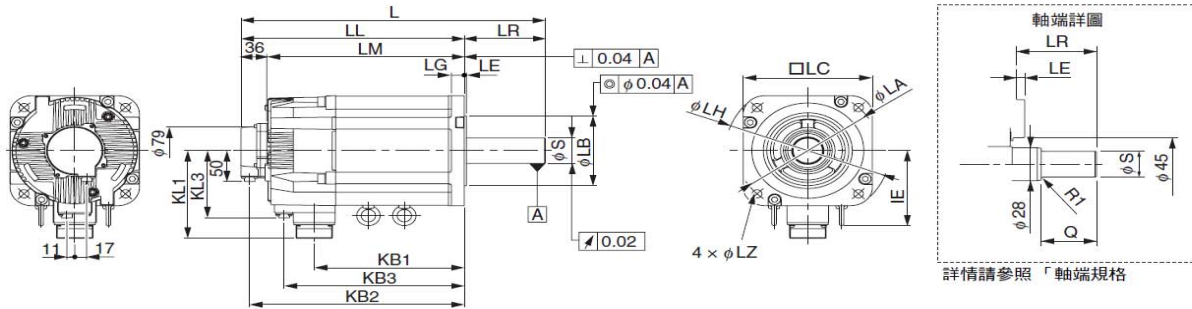 L
LL
LR
36
LM
LG
LE
⊥ 0.04 A
◎ φ0.04 A
φ79
50
KL3
KL1
11
17
φS
φLB
A
↗ 0.02
KB1
KB3
KB2
□LC
φLA
φLH
IE
4 × φLZ
軸端詳圖
LR
LE
φS
φ45
φ28
R1
Q
詳情請參照「軸端規格